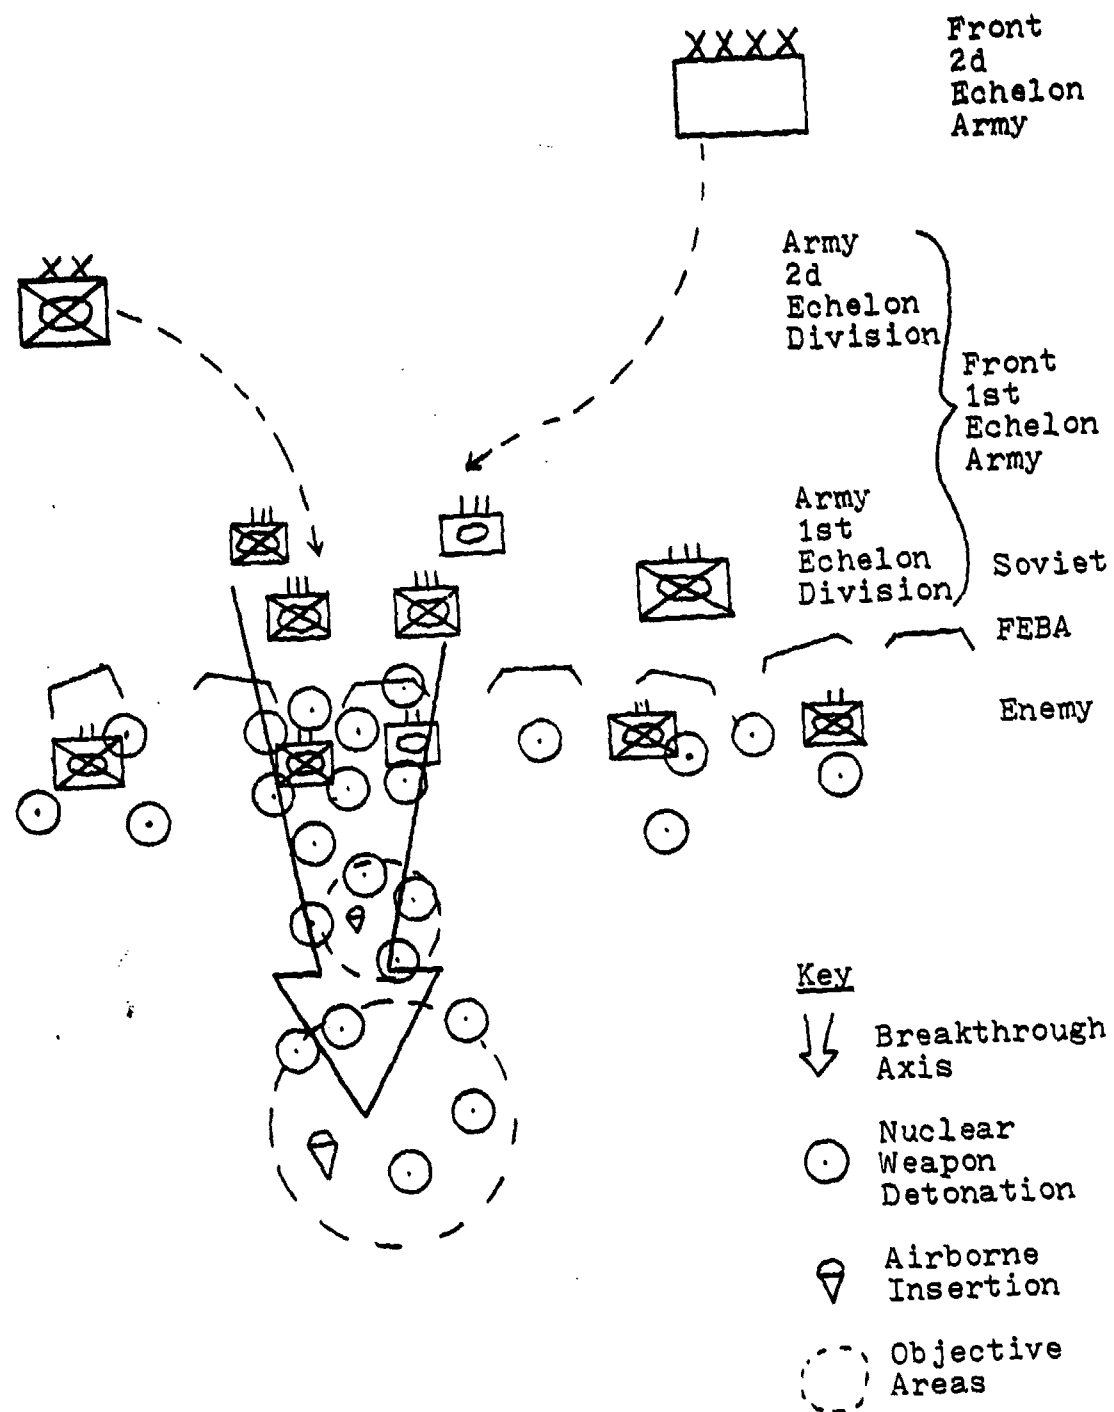 Front
2d
Echelon
Army
Army
2d
Echelon
Division
Front
1st
Echelon
Army
Army
1st
Echelon
Division
Soviet
FEBA
Enemy
Key
Breakthrough
Axis
Nuclear
Weapon
Detonation
Airborne
Insertion
Objective
Areas